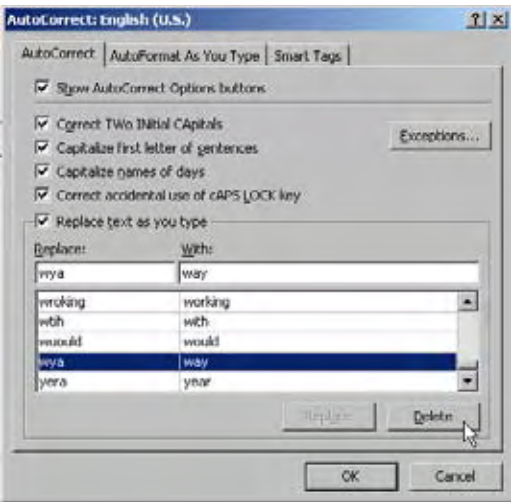 AutoCorrect: English (U.S.)
AutoCorrect AutoFormat As You Type Smart Tags
Show AutoCorrect Options buttons
Correct TWo INitial CApitals
Exceptions...
Capitalize first letter of sentences
Capitalize names of days
Correct accidental use of cAPS LOCK key
Replace text as you type
Replace: With:
wya way
wroking working
wtih with
wuould would
wya way
yera year
Replace Delete
OK Cancel